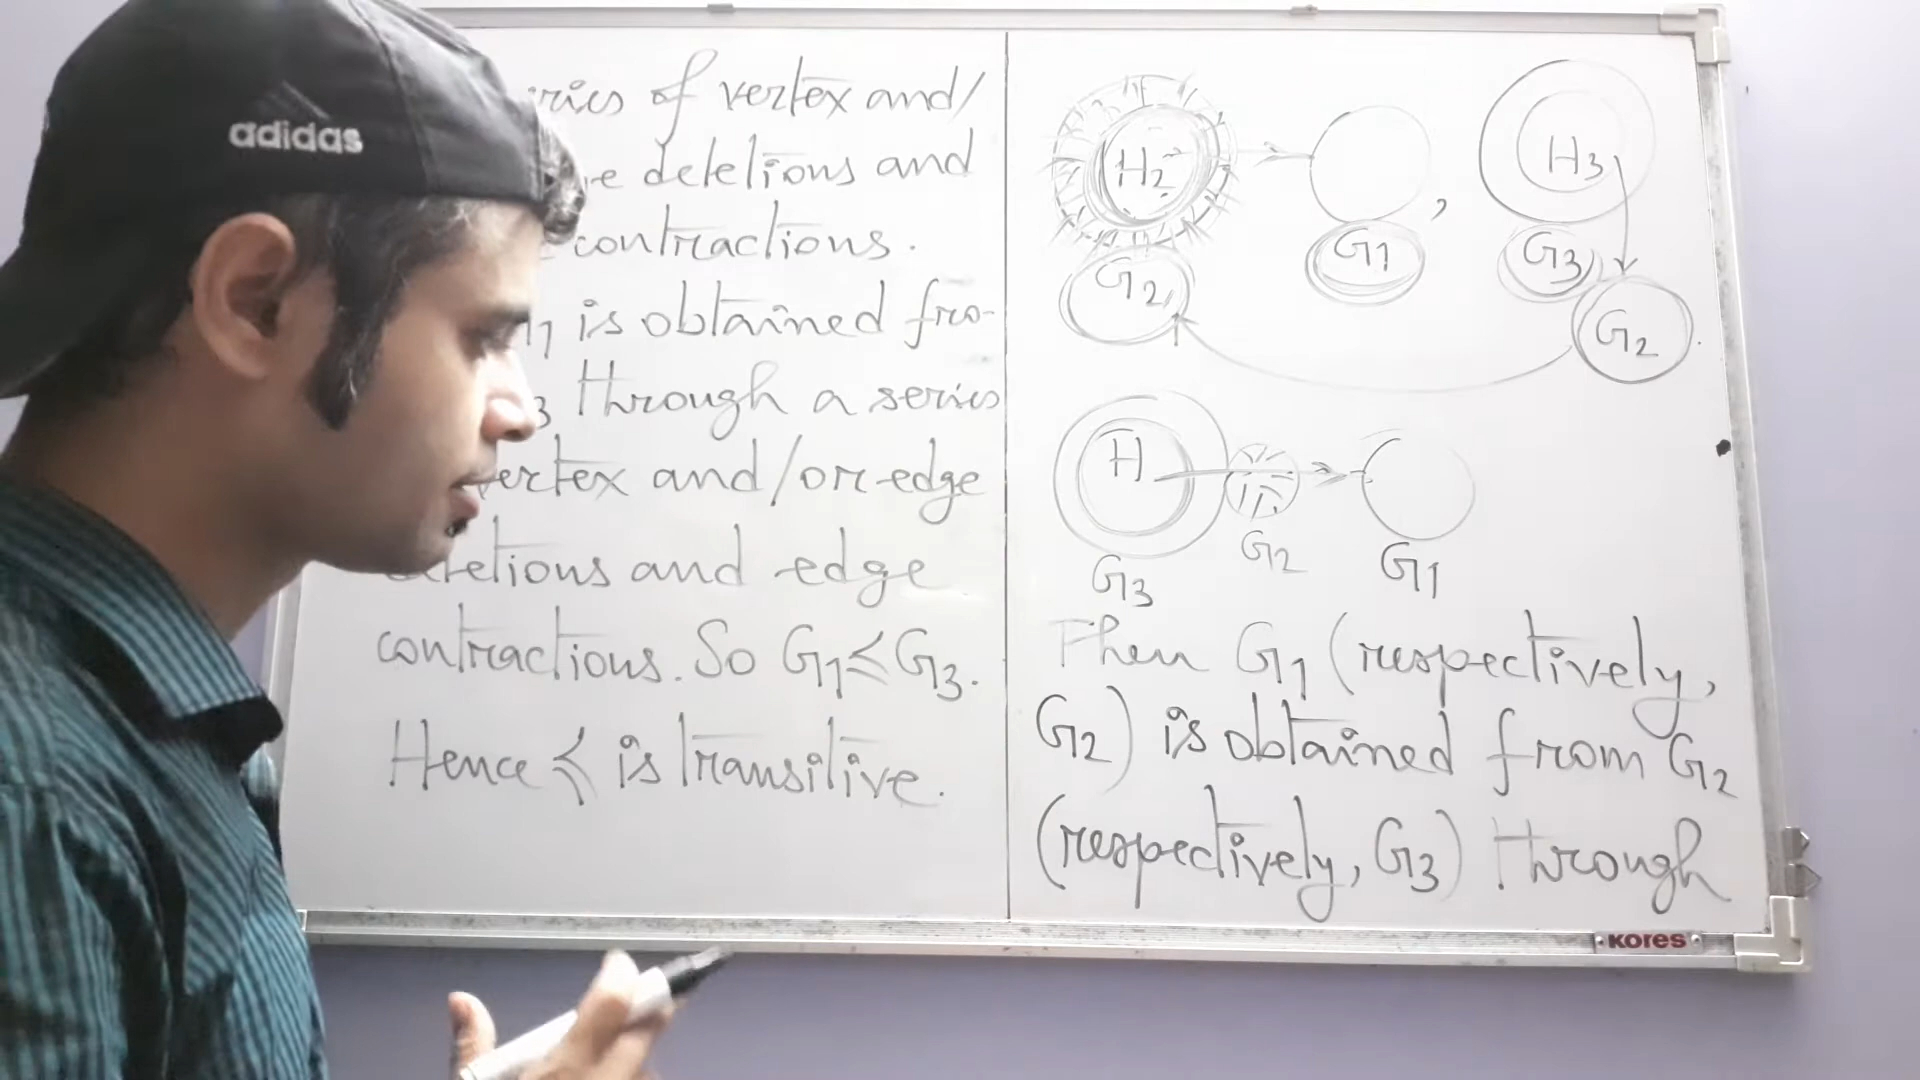 adidas
of vertex and/
deletions and
contractions.
is obtained fro-
through a series
vertex and/or edge
deletions and edge
contractions. So G1≼G3.
Hence ≼ is transitive.
H2
G2
G1
,
H3
G3
G2
H
G3
G2
G1
Then G1 (respectively,
G2) is obtained from G2
(respectively, G3) through
kores